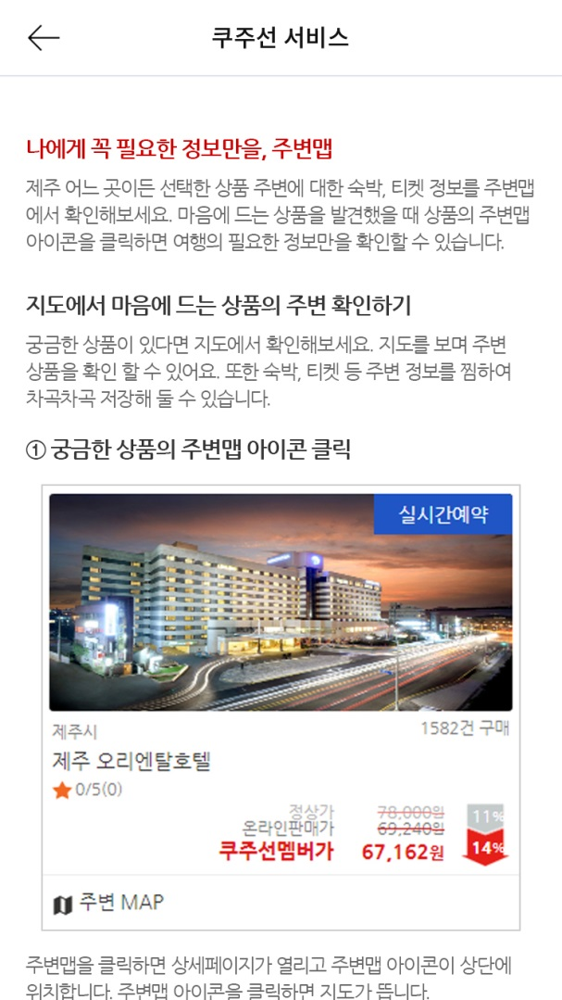 쿠주선 서비스
나에게 꼭 필요한 정보만을, 주변맵
제주 어느 곳이든 선택한 상품 주변에 대한 숙박, 티켓 정보를 주변맵
에서 확인해보세요. 마음에 드는 상품을 발견했을 때 상품의 주변맵
아이콘을 클릭하면 여행의 필요한 정보만을 확인할 수 있습니다.
지도에서 마음에 드는 상품의 주변 확인하기
궁금한 상품이 있다면 지도에서 확인해보세요. 지도를 보며 주변
상품을 확인 할 수 있어요. 또한 숙박, 티켓 등 주변 정보를 찜하여
차곡차곡 저장해 둘 수 있습니다.
① 궁금한 상품의 주변맵 아이콘 클릭
실시간예약
제주시 1582건 구매
제주 오리엔탈호텔
0/5(0)
정상가 78,000원 11%
온라인판매가 69,240원
쿠주선멤버가 67,162원 14%
주변 MAP
주변맵을 클릭하면 상세페이지가 열리고 주변맵 아이콘이 상단에
위치합니다. 주변맵 아이콘을 클릭하면 지도가 뜹니다.